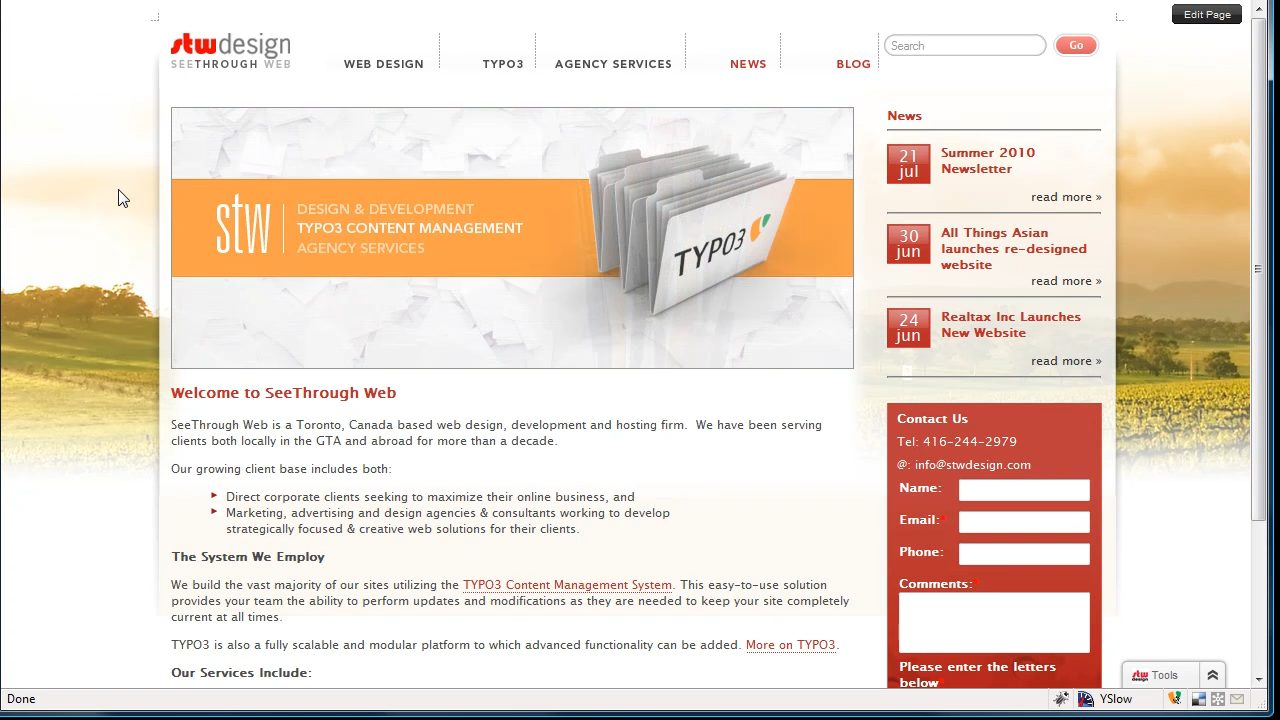 Edit Page
stwdesign
SEETHROUGH WEB
WEB DESIGN
TYPO3
AGENCY SERVICES
NEWS
BLOG
Search
Go
stw
DESIGN & DEVELOPMENT
TYPO3 CONTENT MANAGEMENT
AGENCY SERVICES
TYPO3
Welcome to SeeThrough Web
SeeThrough Web is a Toronto, Canada based web design, development and hosting firm.  We have been serving
clients both locally in the GTA and abroad for more than a decade.
Our growing client base includes both:
Direct corporate clients seeking to maximize their online business, and
Marketing, advertising and design agencies & consultants working to develop
strategically focused & creative web solutions for their clients.
The System We Employ
We build the vast majority of our sites utilizing the TYPO3 Content Management System. This easy-to-use solution
provides your team the ability to perform updates and modifications as they are needed to keep your site completely
current at all times.
TYPO3 is also a fully scalable and modular platform to which advanced functionality can be added. More on TYPO3.
Our Services Include:
News
21
jul
Summer 2010
Newsletter
read more »
30
jun
All Things Asian
launches re-designed
website
read more »
24
jun
Realtax Inc Launches
New Website
read more »
Contact Us
Tel: 416-244-2979
@: info@stwdesign.com
Name:
Email:*
Phone:
Comments:*
Please enter the letters
below*
stw design Tools
Done
YSlow